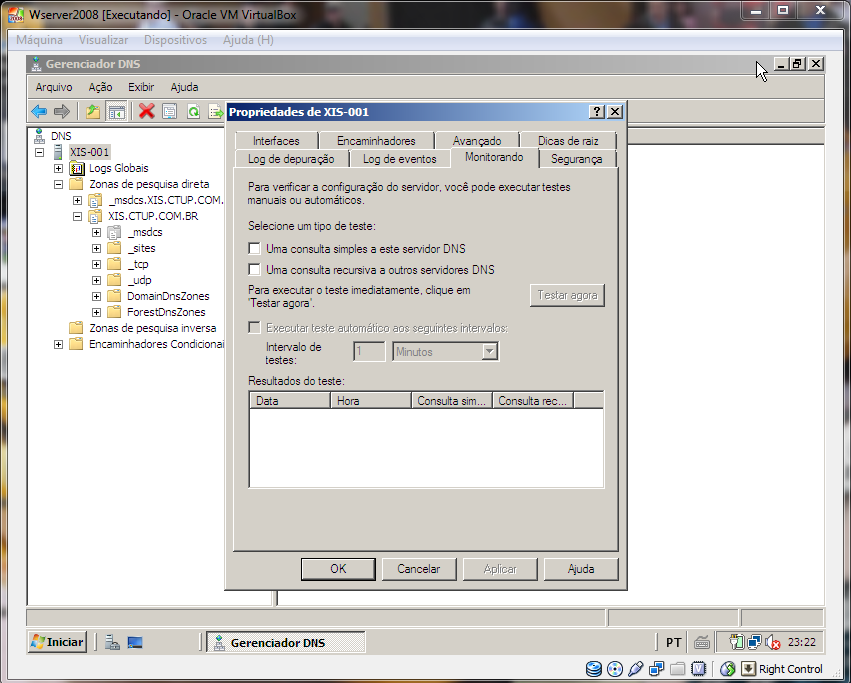 Wserver2008 [Executando] - Oracle VM VirtualBox
Máquina Visualizar Dispositivos Ajuda (H)
Gerenciador DNS
Arquivo Ação Exibir Ajuda
DNS
XIS-001
Logs Globais
Zonas de pesquisa direta
_msdcs.XIS.CTUP.COM.
XIS.CTUP.COM.BR
_msdcs
_sites
_tcp
_udp
DomainDnsZones
ForestDnsZones
Zonas de pesquisa inversa
Encaminhadores Condicionai
Propriedades de XIS-001
Interfaces Encaminhadores Avançado Dicas de raiz
Log de depuração Log de eventos Monitorando Segurança
Para verificar a configuração do servidor, você pode executar testes
manuais ou automáticos.
Selecione um tipo de teste:
Uma consulta simples a este servidor DNS
Uma consulta recursiva a outros servidores DNS
Para executar o teste imediatamente, clique em
'Testar agora'.
Testar agora
Executar teste automático aos seguintes intervalos:
Intervalo de
testes:
1 Minutos
Resultados do teste:
Data Hora Consulta sim... Consulta rec...
OK Cancelar Aplicar Ajuda
Iniciar Gerenciador DNS PT 23:22
Right Control